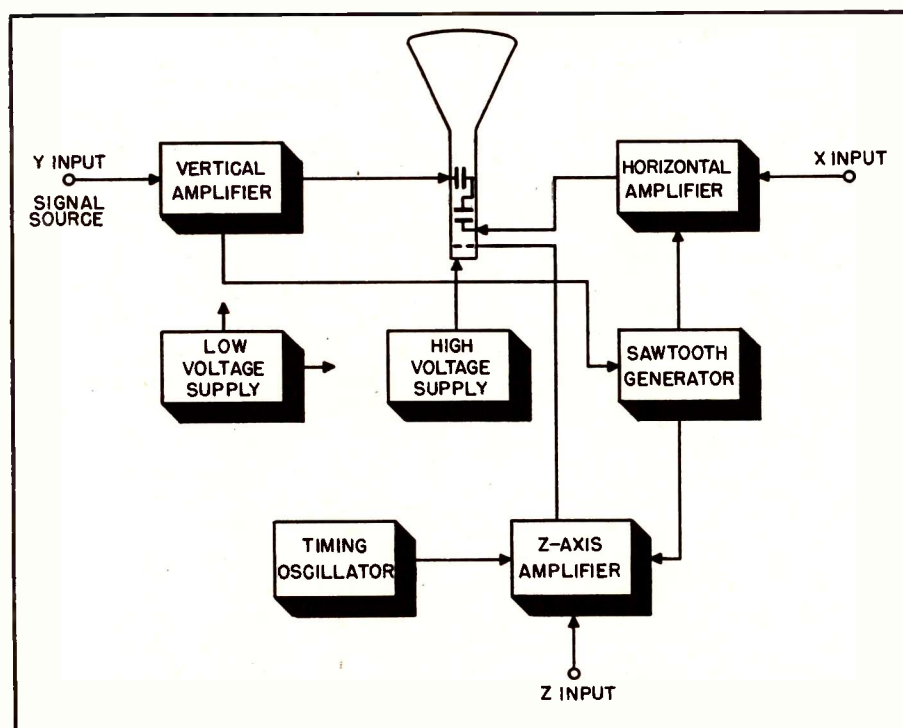 Y INPUT
SIGNAL
SOURCE
VERTICAL
AMPLIFIER
HORIZONTAL
AMPLIFIER
X INPUT
LOW
VOLTAGE
SUPPLY
HIGH
VOLTAGE
SUPPLY
SAWTOOTH
GENERATOR
TIMING
OSCILLATOR
Z-AXIS
AMPLIFIER
Z INPUT